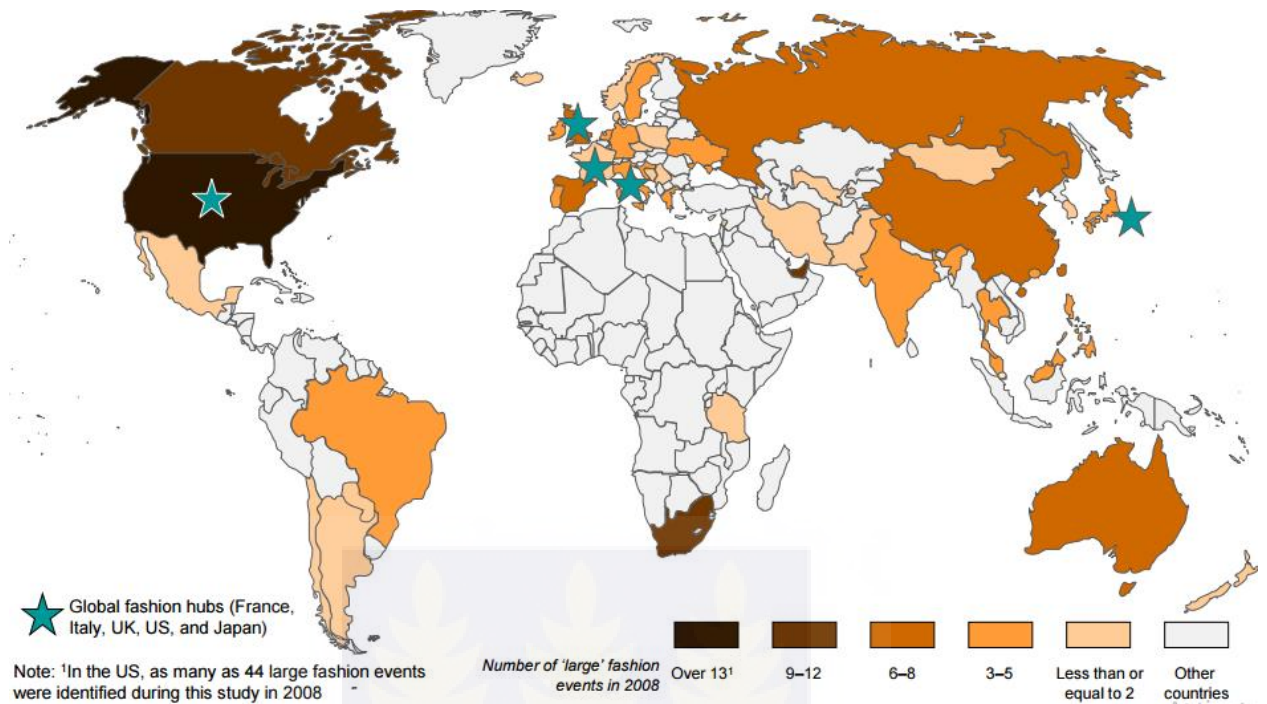 Global fashion hubs (France,
Italy, UK, US, and Japan)
Note: ¹In the US, as many as 44 large fashion events
were identified during this study in 2008
Number of ‘large’ fashion
events in 2008
Over 13¹
9–12
6–8
3–5
Less than or
equal to 2
Other
countries